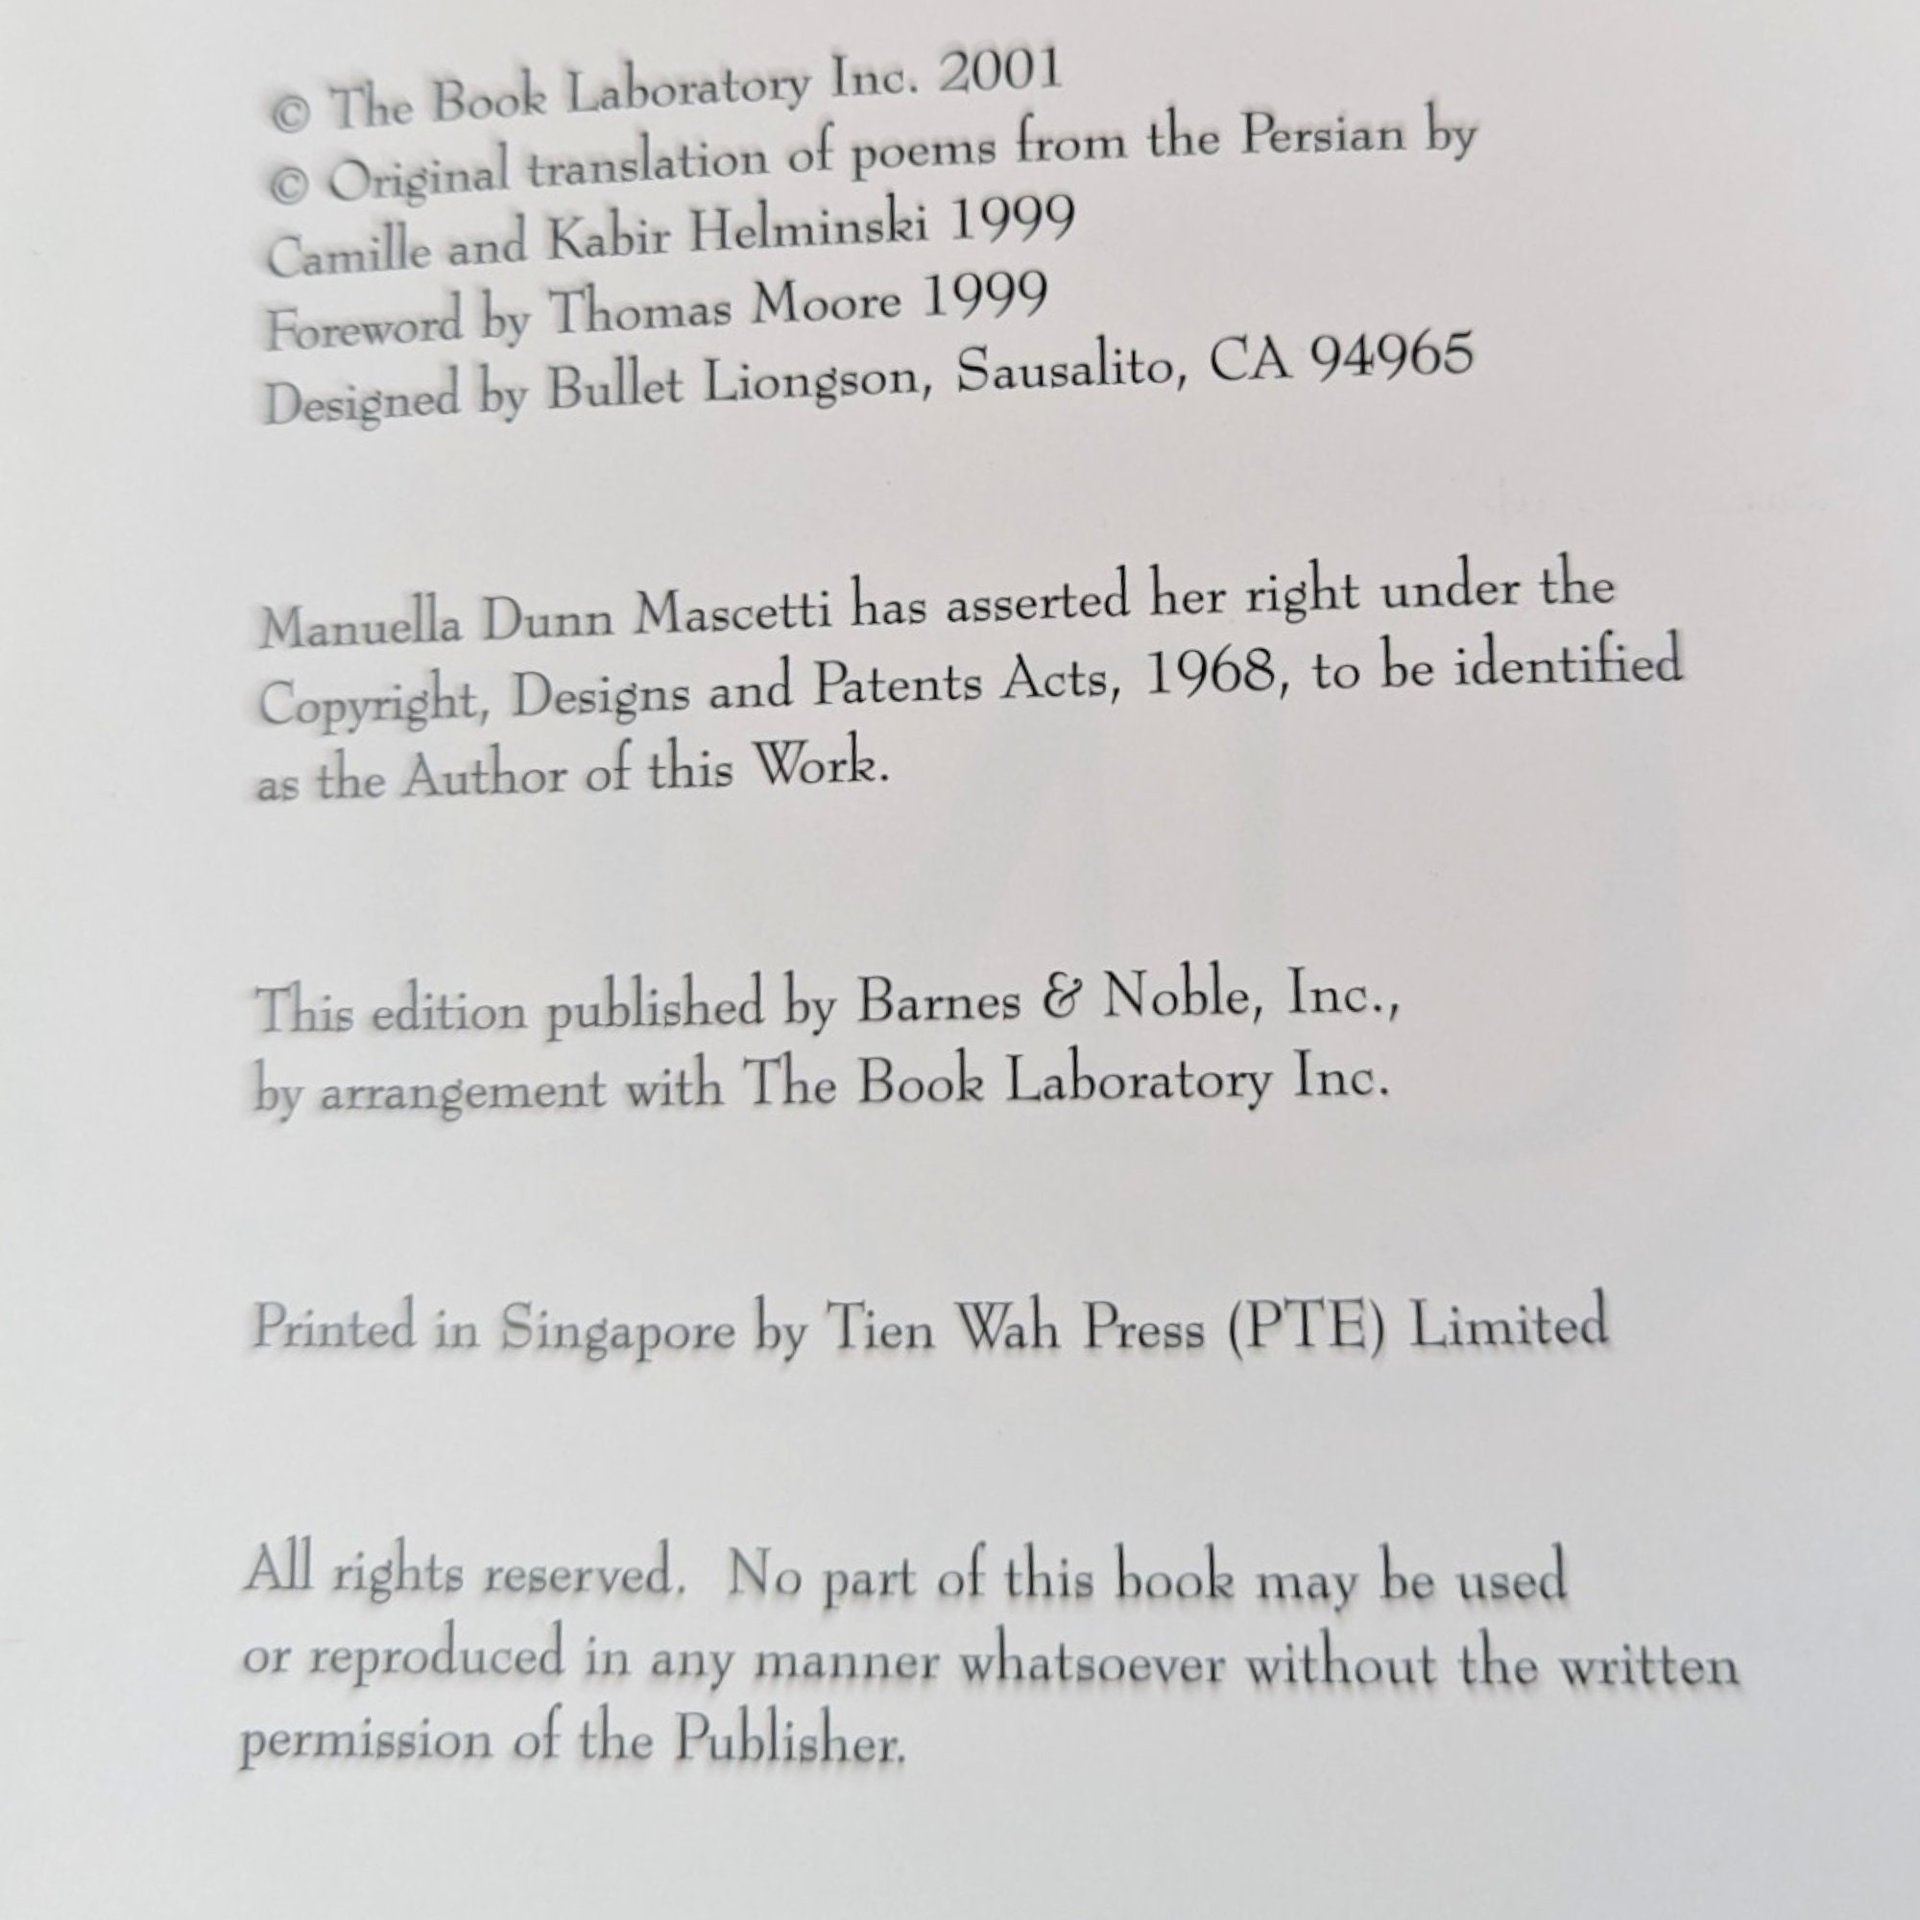 © The Book Laboratory Inc. 2001
© Original translation of poems from the Persian by
Camille and Kabir Helminski 1999
Foreword by Thomas Moore 1999
Designed by Bullet Liongson, Sausalito, CA 94965
Manuella Dunn Mascetti has asserted her right under the
Copyright, Designs and Patents Acts, 1968, to be identified
as the Author of this Work.
This edition published by Barnes & Noble, Inc.,
by arrangement with The Book Laboratory Inc.
Printed in Singapore by Tien Wah Press (PTE) Limited
All rights reserved. No part of this book may be used
or reproduced in any manner whatsoever without the written
permission of the Publisher.